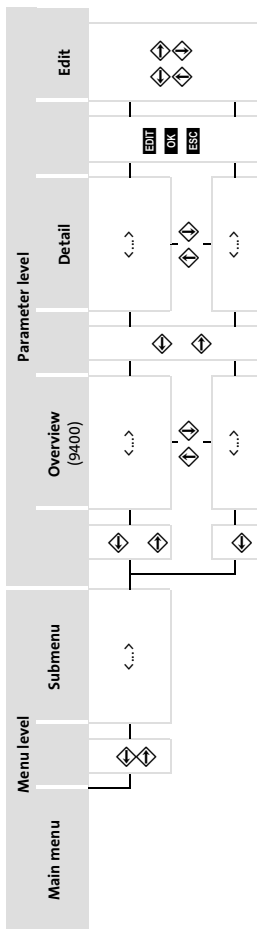 Menu level
Parameter level
Main menu
Submenu
Overview
(9400)
Detail
Edit
<...>
<...>
<...>
EDIT
OK
ESC
<...>
<...>